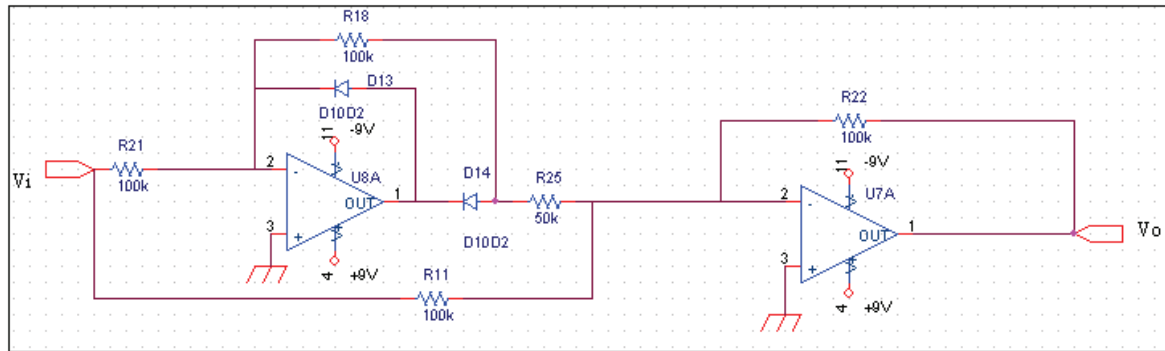 R18
100k
D13
D10D2
R22
100k
11
-9V
R21
100k
Vi
2
-
U8A
1
OUT
3
+
4
+9V
D14
D10D2
R25
50k
11
-9V
2
-
U7A
1
OUT
3
+
4
+9V
Vo
R11
100k